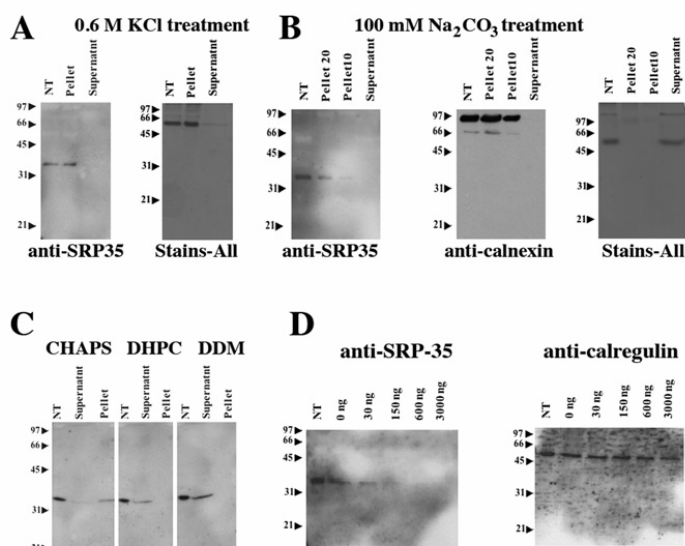 A
0.6 M KCl treatment
NT
Pellet
Supernatnt
97
66
45
31
21
anti-SRP35
97
66
45
31
21
Stains-All
B
100 mM Na₂CO₃ treatment
NT
Pellet 20
Pellet10
Supernatnt
97
66
45
31
21
anti-SRP35
NT
Pellet 20
Pellet10
Supernatnt
97
66
45
31
21
anti-calnexin
NT
Pellet 20
Pellet10
Supernatnt
97
66
45
31
21
Stains-All
C
CHAPS DHPC DDM
NT
Supernatnt
Pellet
NT
Supernatnt
Pellet
NT
Supernatnt
Pellet
97
66
45
31
21
D
anti-SRP-35
NT
0 ng
30 ng
150 ng
600 ng
3000 ng
97
66
45
31
21
anti-calregulin
NT
0 ng
30 ng
150 ng
600 ng
3000 ng
97
66
45
31
21